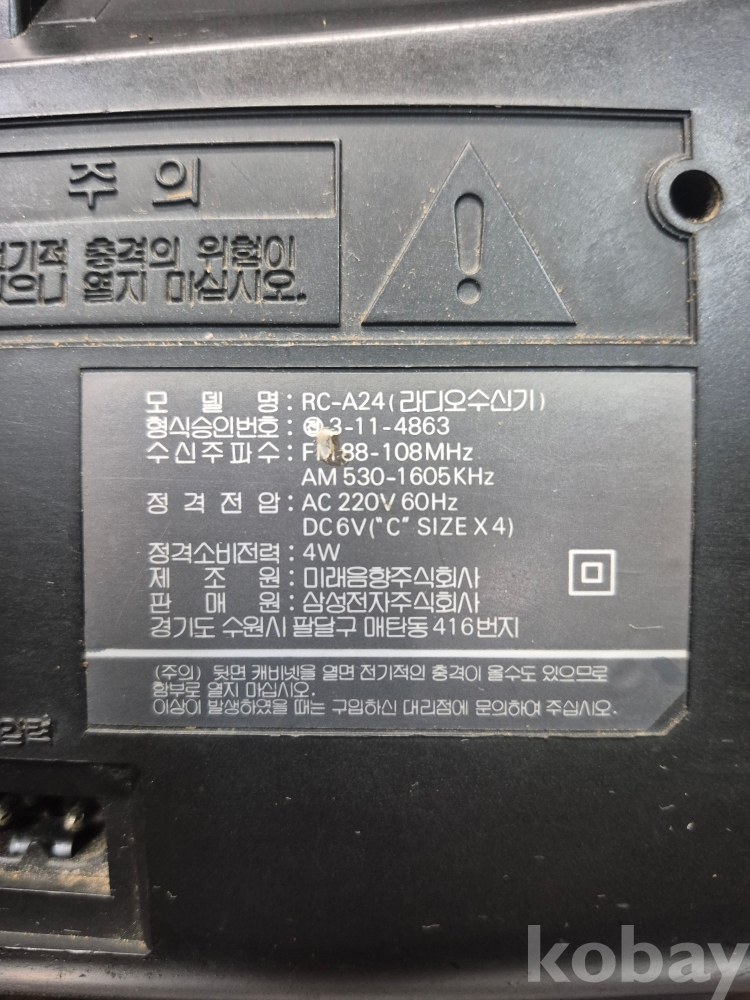 주의
기적 충격의 위험이
으니 열지 마십시오.
모델명 : RC-A24(라디오수신기)
형식승인번호 : ㉶3-11-4863
수신주파수 : FM 88-108MHz
AM 530-1605KHz
정격전압 : AC 220V 60Hz
DC6V("C" SIZE X 4)
정격소비전력 : 4W
제조원 : 미래음향주식회사
판매원 : 삼성전자주식회사
경기도 수원시 팔달구 매탄동 416번지
(주의) 뒷면 캐비넷을 열면 전기적의 충격이 올수도 있으므로
함부로 열지 마십시오.
이상이 발생하였을 때는 구입하신 대리점에 문의하여 주십시오.
입력
kobay